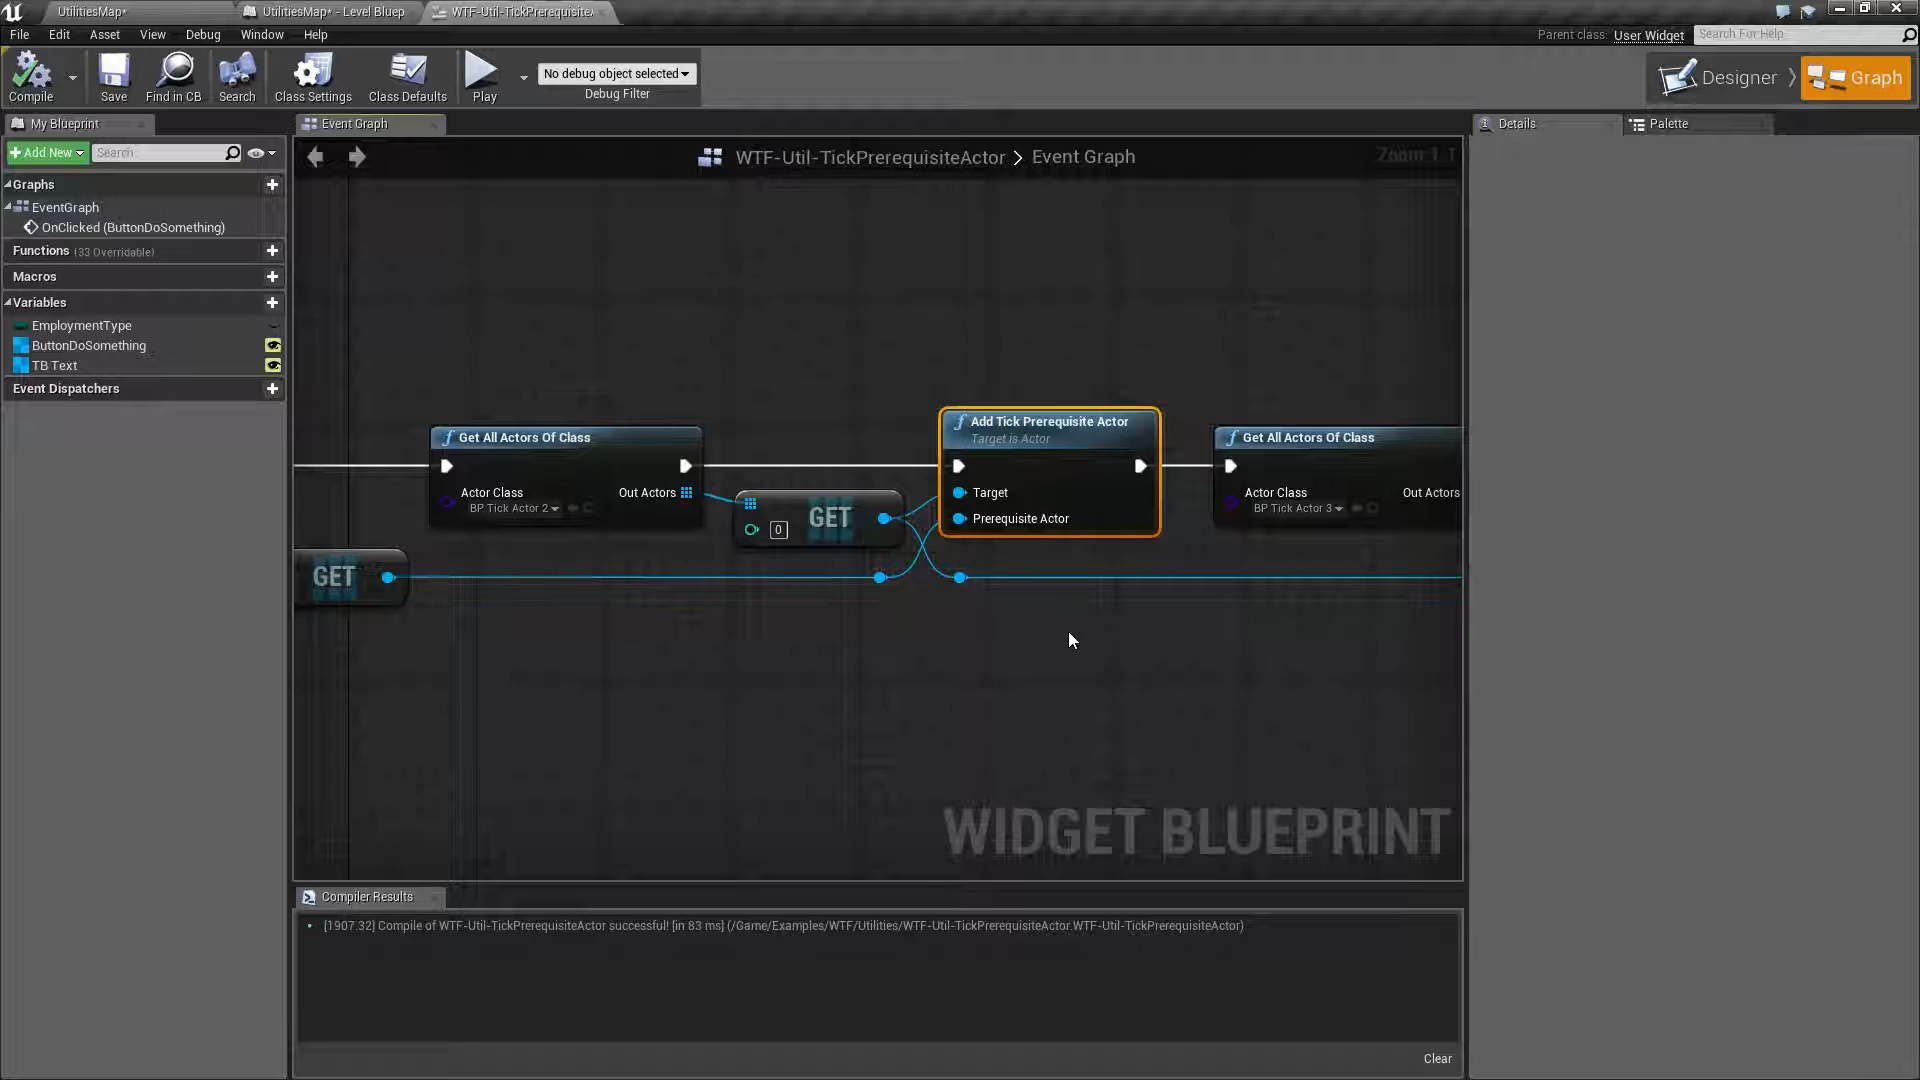 UtilitiesMap*
UtilitiesMap* - Level Bluep
WTF-Util-TickPrerequisite
File Edit Asset View Debug Window Help
Parent class: User Widget
Search For Help
Compile
Save
Find in CB
Search
Class Settings
Class Defaults
Play
No debug object selected
Debug Filter
Designer
Graph
My Blueprint
Event Graph
Details
Palette
Add New
Search
WTF-Util-TickPrerequisiteActor > Event Graph
Graphs
EventGraph
OnClicked (ButtonDoSomething)
Functions (33 Overridable)
Macros
Variables
EmploymentType
ButtonDoSomething
TB Text
Event Dispatchers
Get All Actors Of Class
Actor Class
BP Tick Actor 2
Out Actors
GET
0
GET
Add Tick Prerequisite Actor
Target is Actor
Target
Prerequisite Actor
Get All Actors Of Class
Actor Class
BP Tick Actor 3
Out Actors
WIDGET BLUEPRINT
Compiler Results
[1907.32] Compile of WTF-Util-TickPrerequisiteActor successful! [in 83 ms] (/Game/Examples/WTF/Utilities/WTF-Util-TickPrerequisiteActor.WTF-Util-TickPrerequisiteActor)
Clear